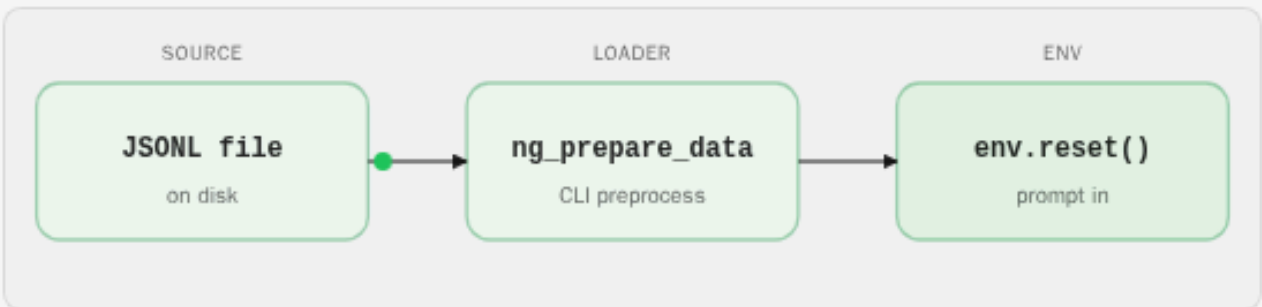 SOURCE
LOADER
ENV
JSONL file
ng_prepare_data
env.reset()
on disk
CLI preprocess
prompt in